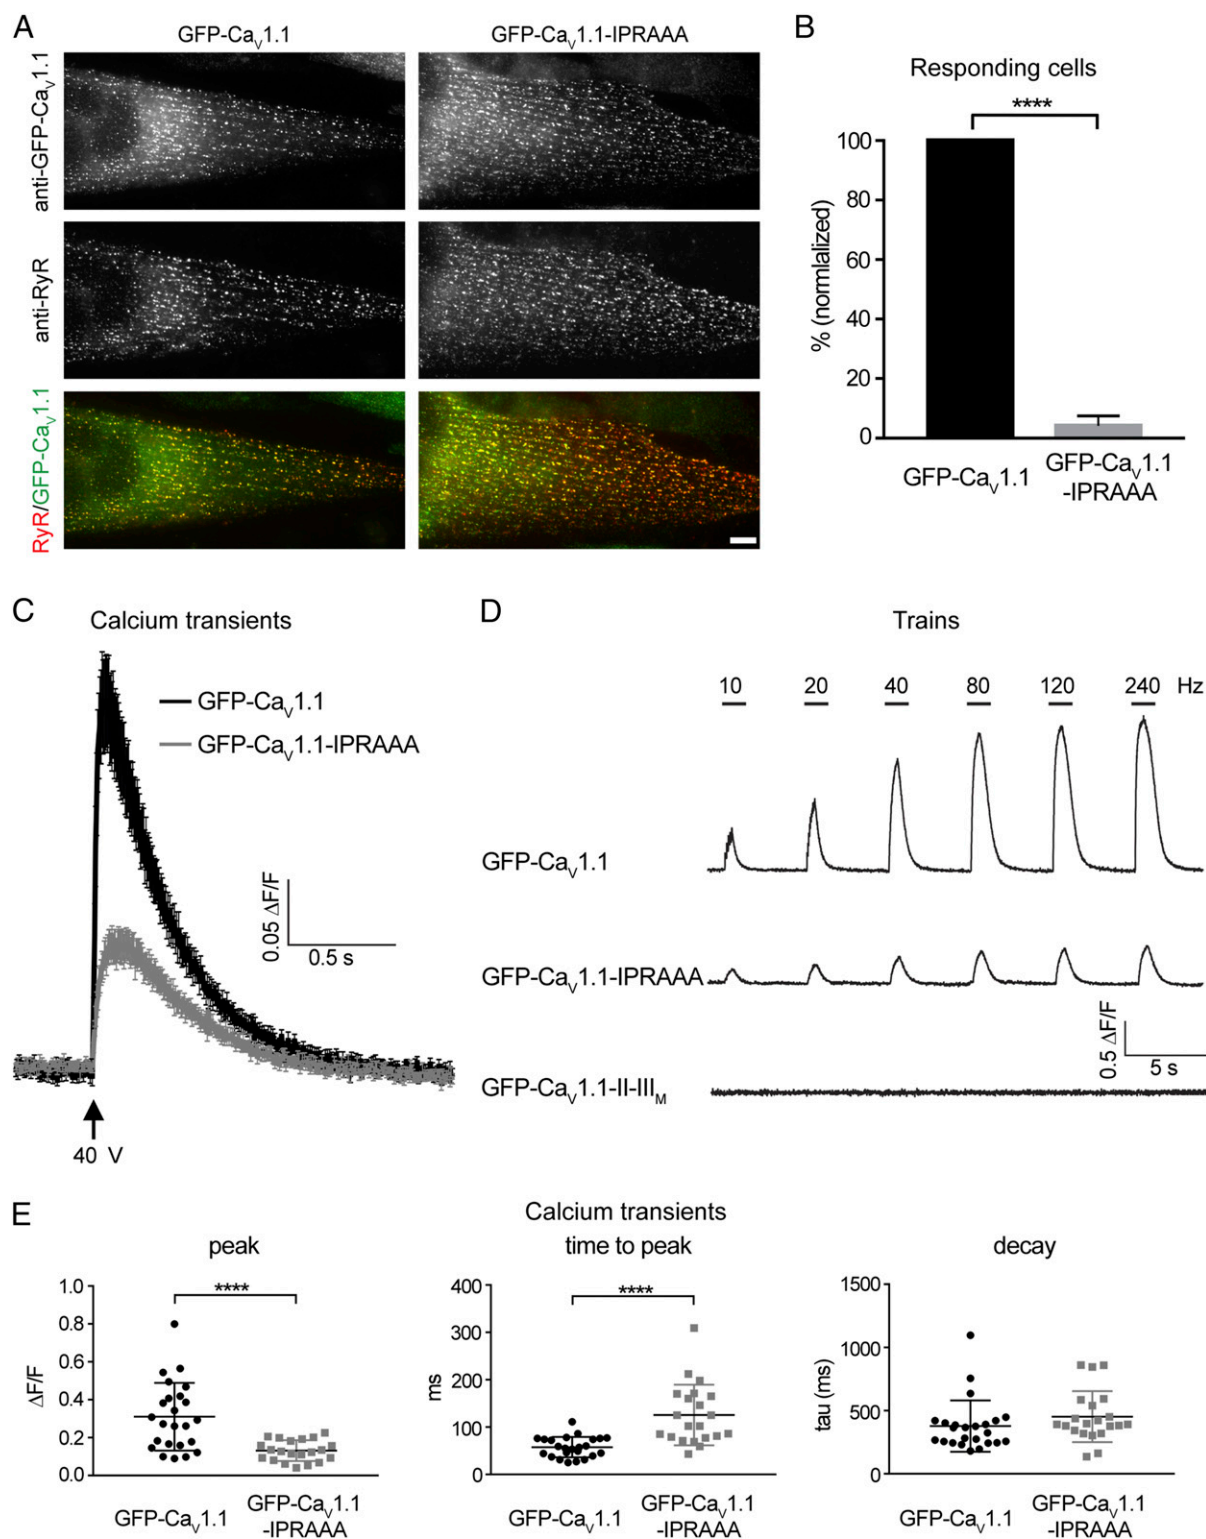 A
GFP-CaV1.1
GFP-CaV1.1-IPRAAA
anti-GFP-CaV1.1
anti-RyR
RyR/GFP-CaV1.1
B
Responding cells
****
% (normlalized)
100
80
60
40
20
0
GFP-CaV1.1
GFP-CaV1.1
-IPRAAA
C
Calcium transients
GFP-CaV1.1
GFP-CaV1.1-IPRAAA
0.05 ΔF/F
0.5 s
40 V
D
Trains
10 20 40 80 120 240 Hz
GFP-CaV1.1
GFP-CaV1.1-IPRAAA
GFP-CaV1.1-II-IIIM
0.5 ΔF/F
5 s
E
Calcium transients
peak
****
ΔF/F
1.0
0.8
0.6
0.4
0.2
0.0
GFP-CaV1.1
GFP-CaV1.1
-IPRAAA
time to peak
****
ms
400
300
200
100
0
GFP-CaV1.1
GFP-CaV1.1
-IPRAAA
decay
tau (ms)
1500
1000
500
0
GFP-CaV1.1
GFP-CaV1.1
-IPRAAA